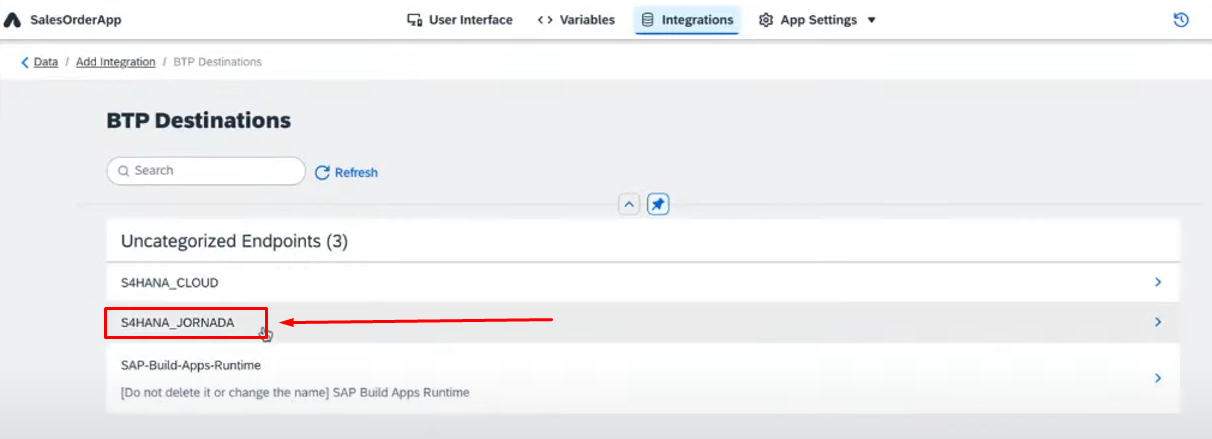 SalesOrderApp User Interface <> Variables Integrations App Settings
Data / Add Integration / BTP Destinations
BTP Destinations
Search Refresh
Uncategorized Endpoints (3)
S4HANA_CLOUD
S4HANA_JORNADA
SAP-Build-Apps-Runtime
[Do not delete it or change the name] SAP Build Apps Runtime